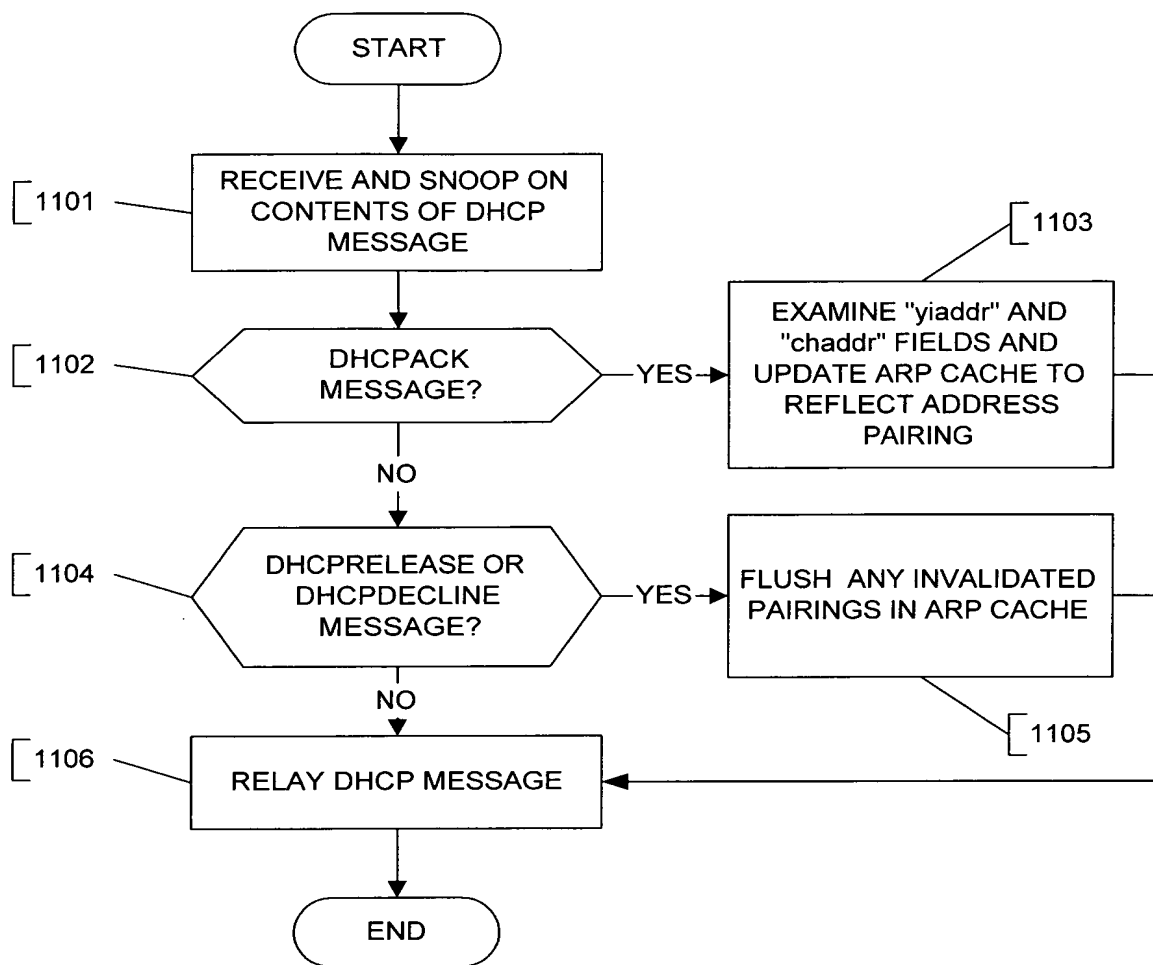 START
1101
RECEIVE AND SNOOP ON
CONTENTS OF DHCP
MESSAGE
1102
DHCPACK
MESSAGE?
YES
1103
EXAMINE "yiaddr" AND
"chaddr" FIELDS AND
UPDATE ARP CACHE TO
REFLECT ADDRESS
PAIRING
NO
1104
DHCPRELEASE OR
DHCPDECLINE
MESSAGE?
YES
FLUSH ANY INVALIDATED
PAIRINGS IN ARP CACHE
1105
NO
1106
RELAY DHCP MESSAGE
END